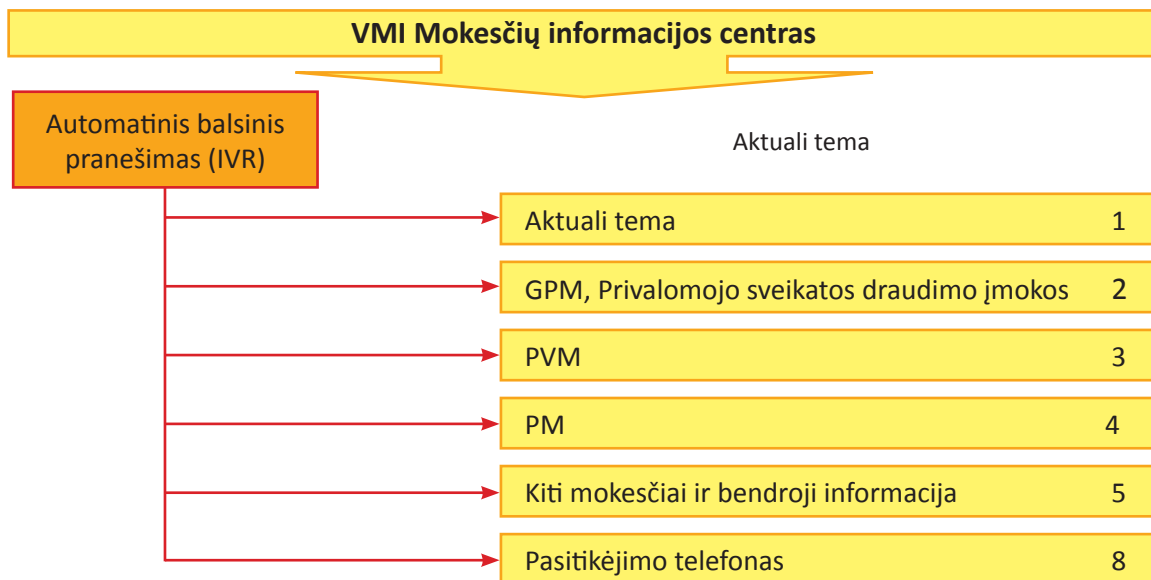 VMI Mokesčių informacijos centras
Automatinis balsinis
pranešimas (IVR)
Aktuali tema
Aktuali tema 1
GPM, Privalomojo sveikatos draudimo įmokos 2
PVM 3
PM 4
Kiti mokesčiai ir bendroji informacija 5
Pasitikėjimo telefonas 8